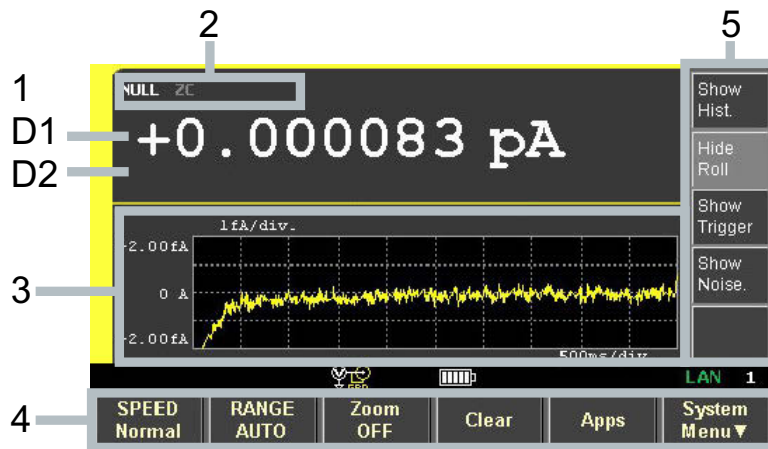 2
5
1
NULL ZC
D1
+0.000083 pA
D2
Show
Hist.
Hide
Roll
Show
Trigger
Show
Noise.
3
1fA/div.
2.00fA
0 A
2.00fA
500ms/div
LAN 1
4
SPEED
Normal
RANGE
AUTO
Zoom
OFF
Clear
Apps
System
Menu▼